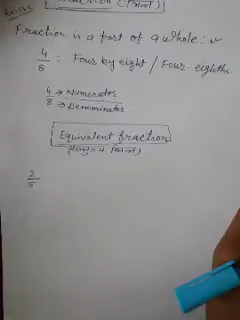 Fraction (भिन्न)
Fraction is a part of a whole:
4/8 : Four by eight / Four-eighths
4 → Numerator
8 → Denominator
Equivalent fraction
2/5